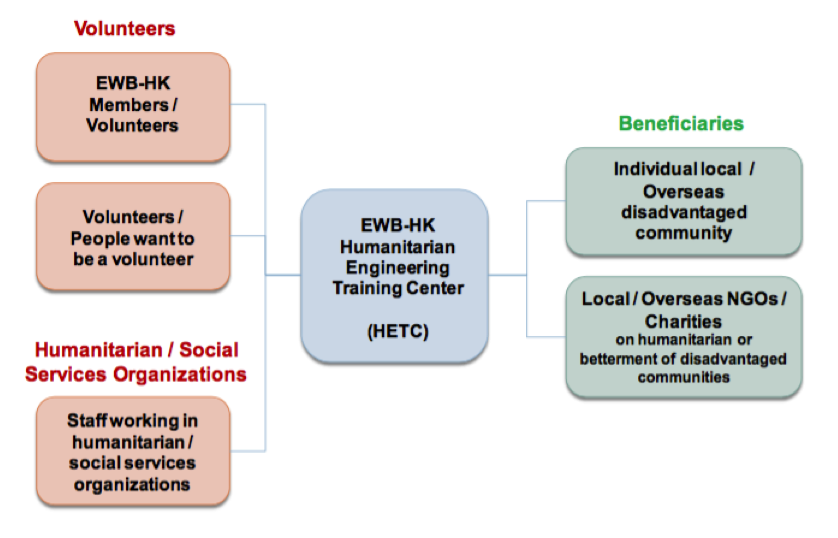 Volunteers
EWB-HK
Members /
Volunteers
Volunteers /
People want to
be a volunteer
Humanitarian / Social
Services Organizations
Staff working in
humanitarian /
social services
organizations
EWB-HK
Humanitarian
Engineering
Training Center
(HETC)
Beneficiaries
Individual local /
Overseas
disadvantaged
community
Local / Overseas NGOs /
Charities
on humanitarian or
betterment of disadvantaged
communities